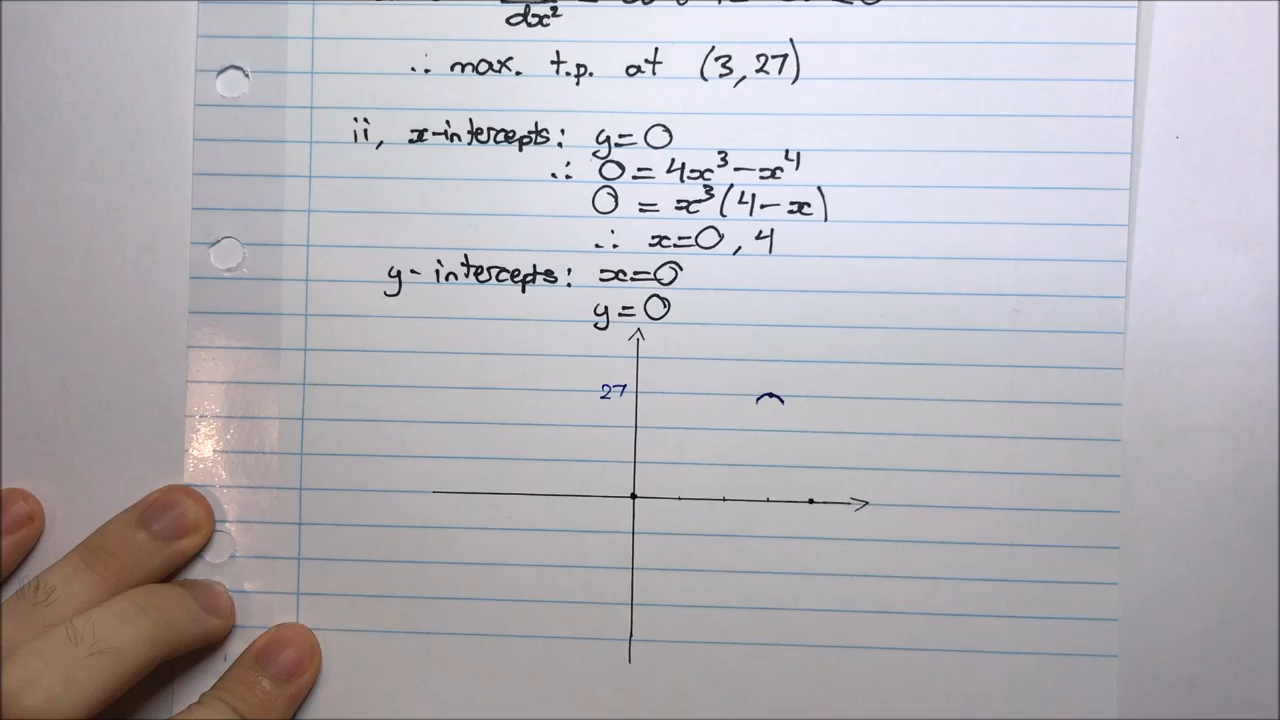 dx²
∴ max. t.p. at (3, 27)
ii, x-intercepts: y=0
∴ 0 = 4x³ - x⁴
0 = x³(4-x)
∴ x=0, 4
y-intercepts: x=0
y=0
27